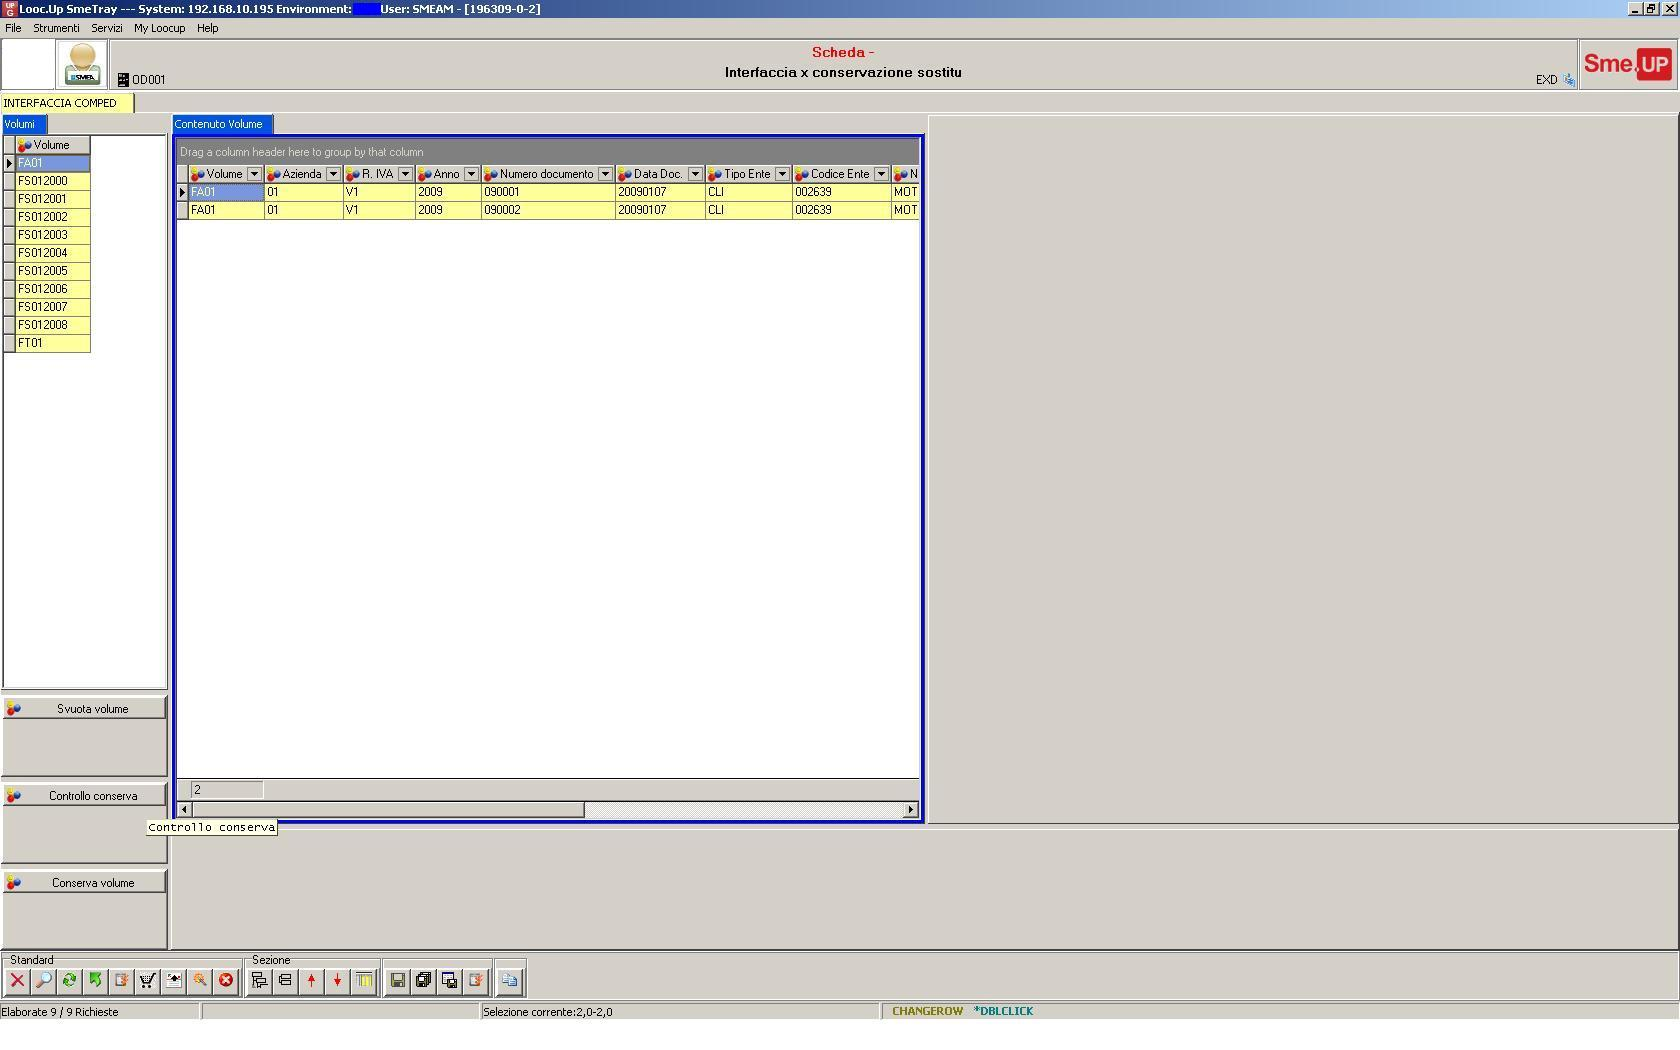 Looc.Up SmeTray --- System: 192.168.10.195 Environment: User: SMEAM - [196309-0-2]
File Strumenti Servizi My Loocup Help
Scheda -
Interfaccia x conservazione sostitu
OD001
EXD
Sme.UP
INTERFACCIA COMPED
Volumi
Volume
FA01
FS012000
FS012001
FS012002
FS012003
FS012004
FS012005
FS012006
FS012007
FS012008
FT01
Contenuto Volume
Drag a column header here to group by that column
Volume Azienda R. IVA Anno Numero documento Data Doc. Tipo Ente Codice Ente N
FA01 01 V1 2009 090001 20090107 CLI 002639 MOT
FA01 01 V1 2009 090002 20090107 CLI 002639 MOT
2
Svuota volume
Controllo conserva
Controllo conserva
Conserva volume
Standard
Sezione
Elaborate 9 / 9 Richieste
Selezione corrente:2,0-2,0
CHANGEROW *DBLCLICK